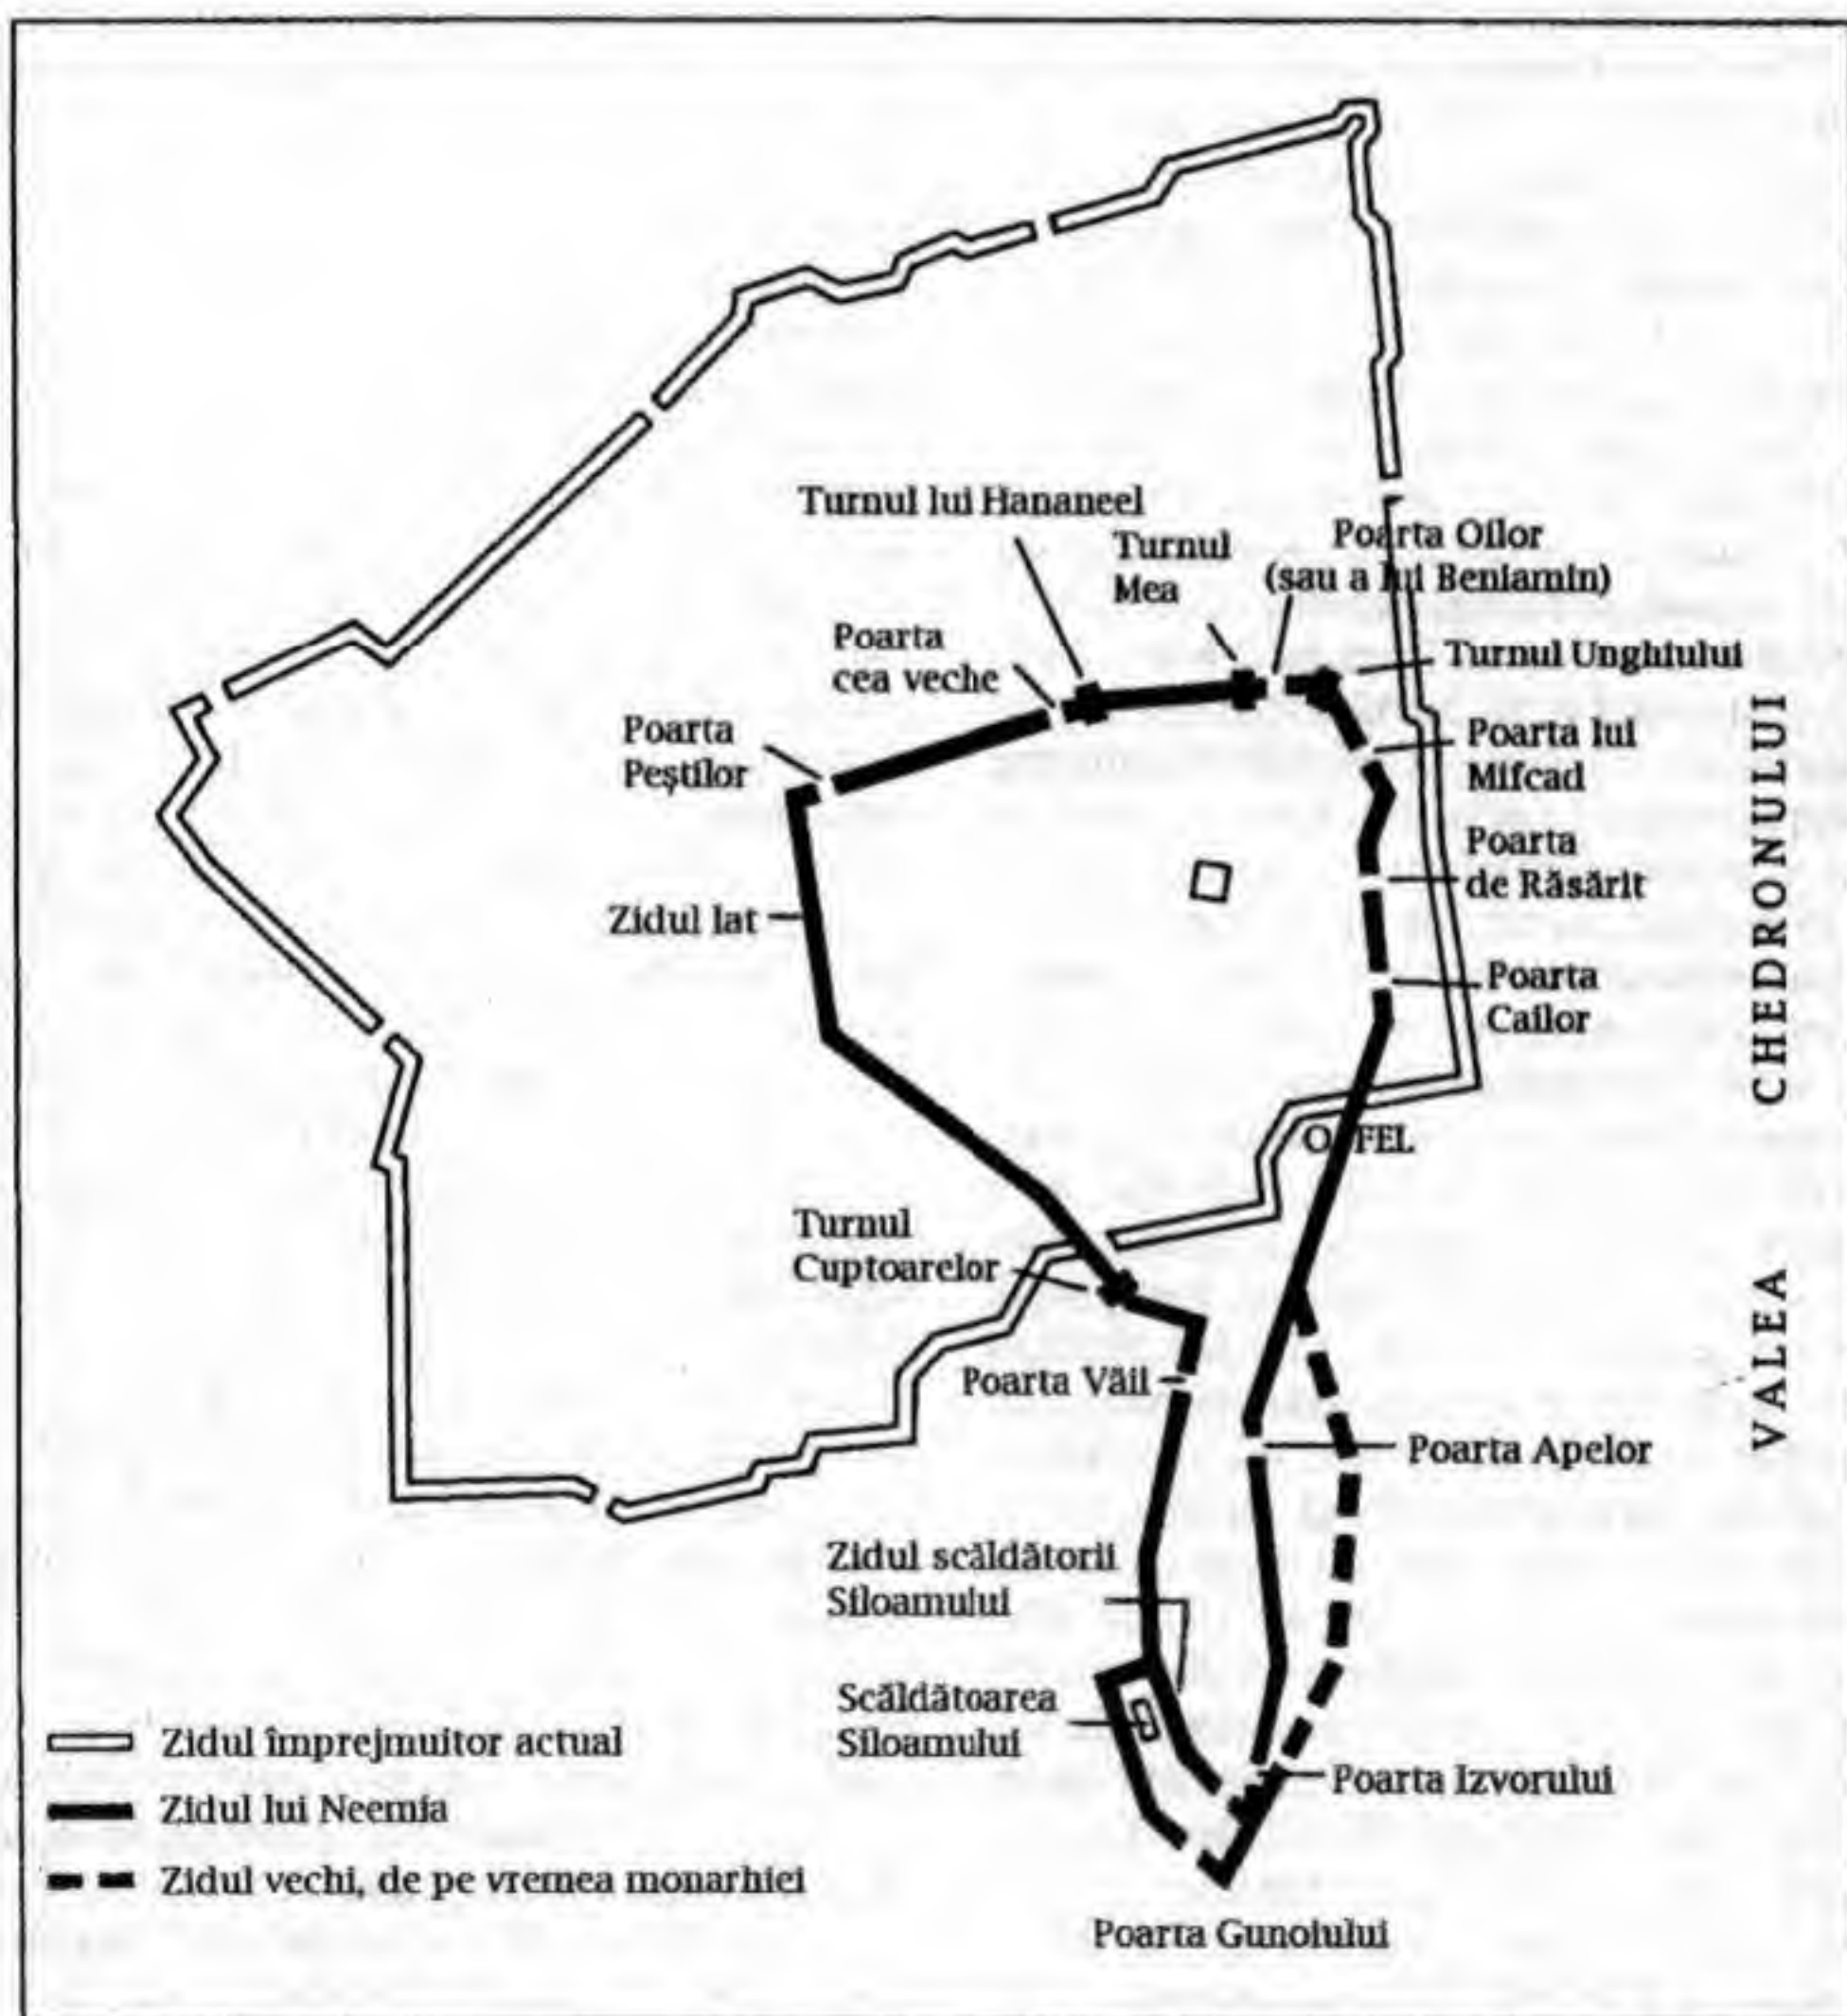 Turnul lui Hananeel
Turnul
Mea
Poarta Oilor
(sau a lui Beniamin)
Poarta
cea veche
Turnul Unghiului
Poarta
Peștilor
Poarta lui
Mifcad
Poarta
de Răsărit
Zidul lat
Poarta
Cailor
VALEA CHEDRONULUI
OFEL
Turnul
Cuptoarelor
Poarta Văii
Poarta Apelor
Zidul scăldătorii
Siloamului
Scăldătoarea
Siloamului
Poarta Izvorului
Poarta Gunoiului
Zidul împrejmuitor actual
Zidul lui Neemia
Zidul vechi, de pe vremea monarhiei